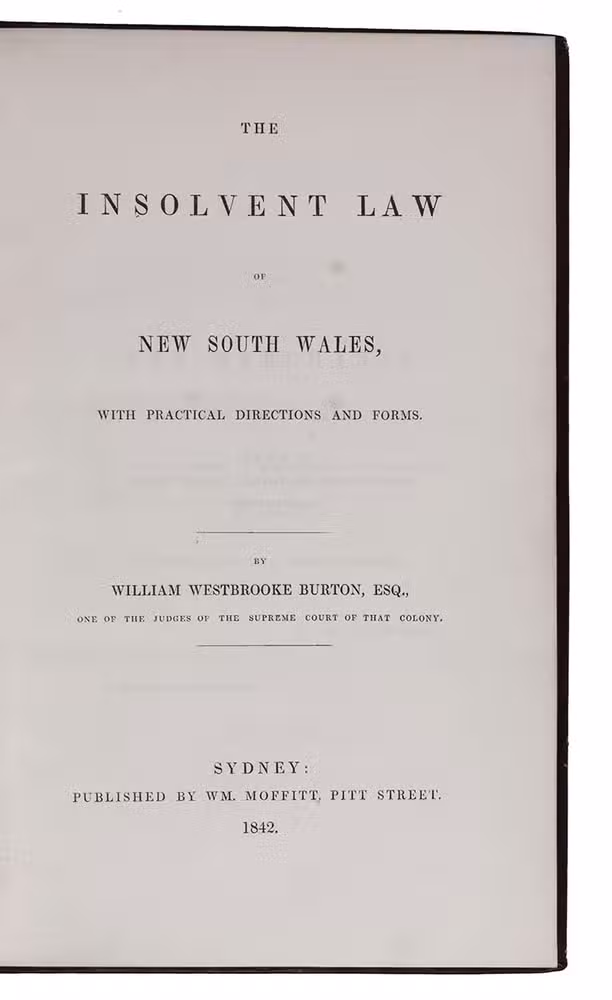 THE
INSOLVENT LAW
OF
NEW SOUTH WALES,
WITH PRACTICAL DIRECTIONS AND FORMS.
BY
WILLIAM WESTBROOKE BURTON, ESQ.,
ONE OF THE JUDGES OF THE SUPREME COURT OF THAT COLONY.
SYDNEY:
PUBLISHED BY WM. MOFFITT, PITT STREET.
1842.